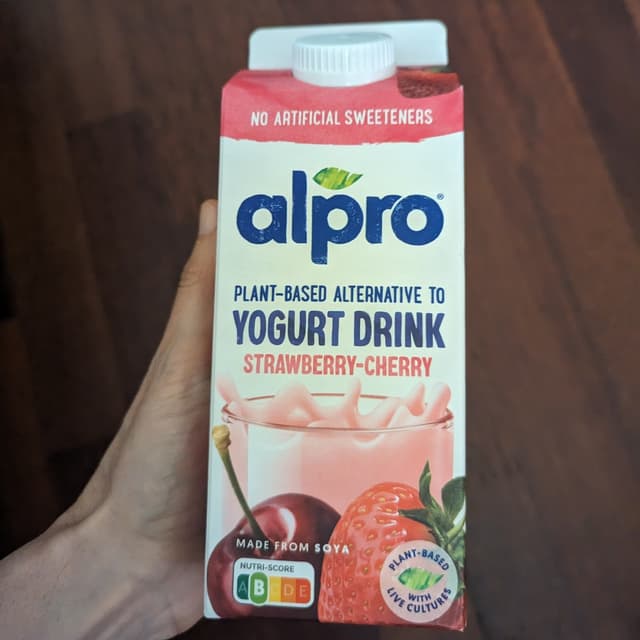 NO ARTIFICIAL SWEETENERS
alpro®
PLANT-BASED ALTERNATIVE TO
YOGURT DRINK
STRAWBERRY-CHERRY
MADE FROM SOYA
NUTRI-SCORE
A B C D E
PLANT-BASED
WITH
LIVE CULTURES